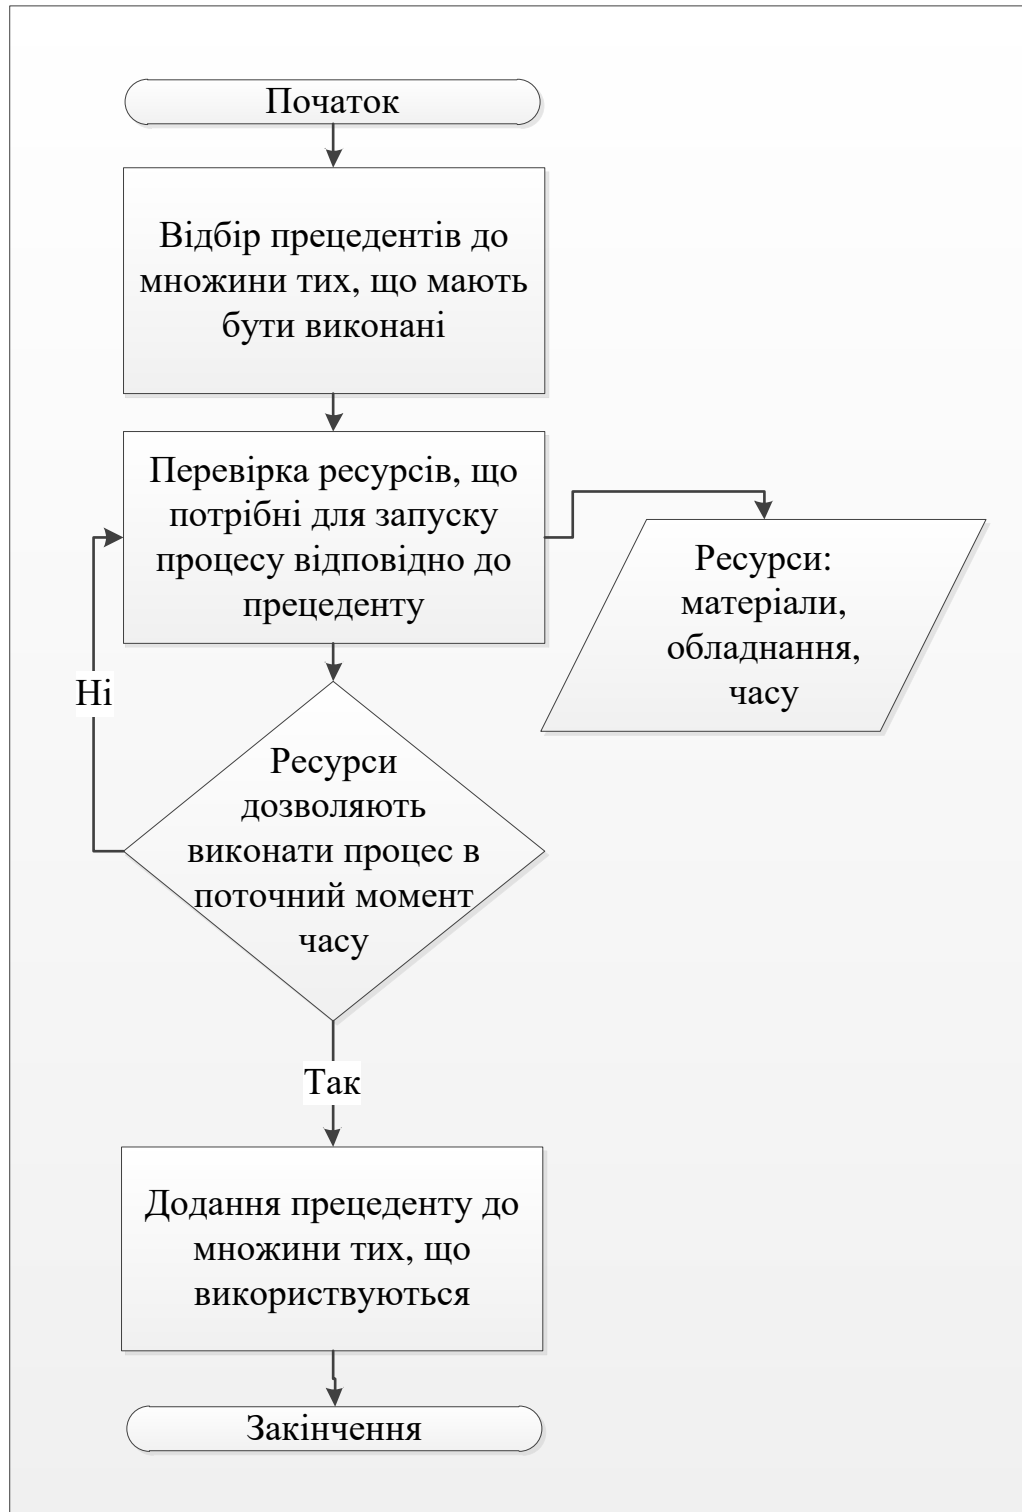 Початок
Відбір прецедентів до
множини тих, що мають
бути виконані
Перевірка ресурсів, що
потрібні для запуску
процесу відповідно до
прецеденту
Ресурси:
матеріали,
обладнання,
часу
Ні
Ресурси
дозволяють
виконати процес в
поточний момент
часу
Так
Додання прецеденту до
множини тих, що
використвуються
Закінчення